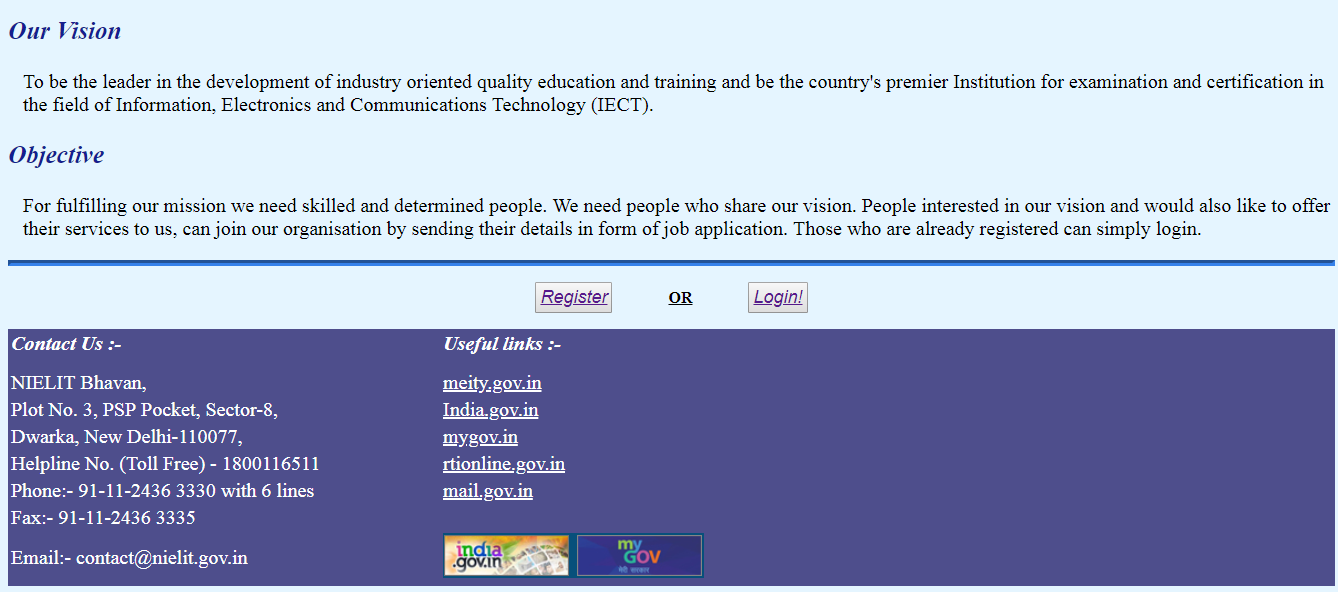 Our Vision
To be the leader in the development of industry oriented quality education and training and be the country's premier Institution for examination and certification in
the field of Information, Electronics and Communications Technology (IECT).
Objective
For fulfilling our mission we need skilled and determined people. We need people who share our vision. People interested in our vision and would also like to offer
their services to us, can join our organisation by sending their details in form of job application. Those who are already registered can simply login.
Register OR Login!
Contact Us :-
NIELIT Bhavan,
Plot No. 3, PSP Pocket, Sector-8,
Dwarka, New Delhi-110077,
Helpline No. (Toll Free) - 1800116511
Phone:- 91-11-2436 3330 with 6 lines
Fax:- 91-11-2436 3335
Email:- contact@nielit.gov.in
Useful links :-
meity.gov.in
India.gov.in
mygov.in
rtionline.gov.in
mail.gov.in
india
.gov.in
my
GOV
मेरी सरकार